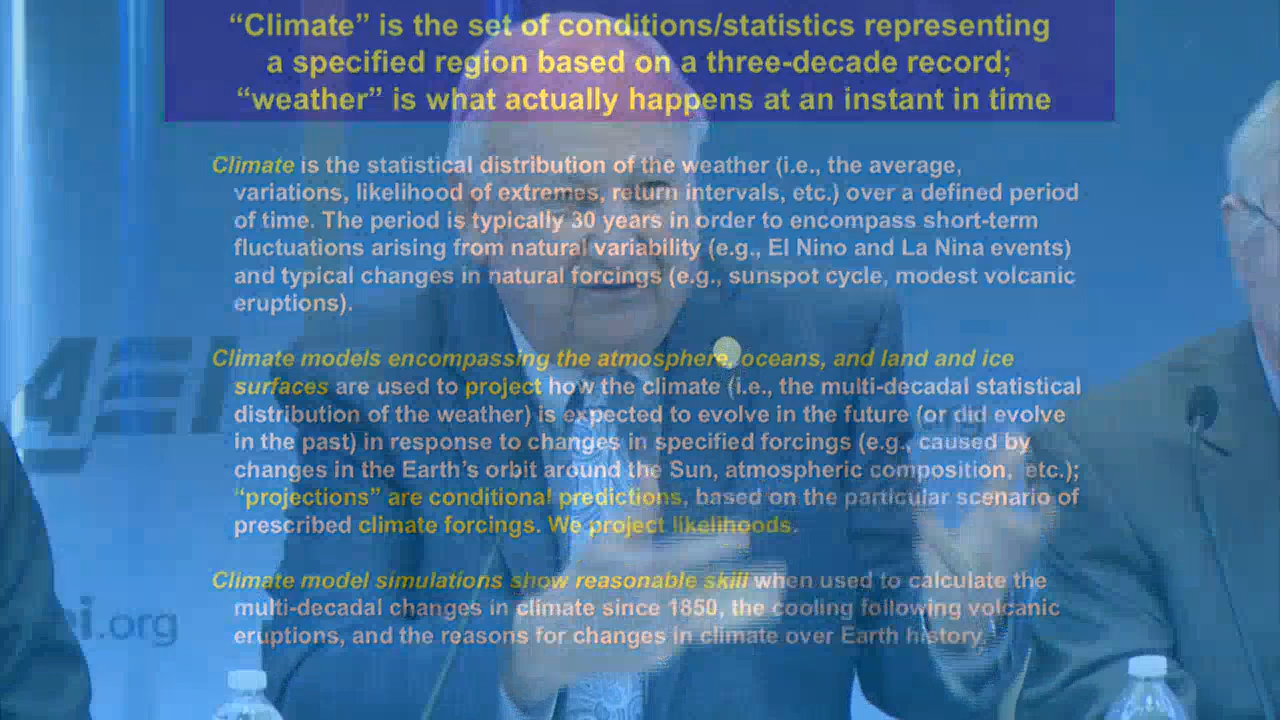 “Climate” is the set of conditions/statistics representing
a specified region based on a three-decade record;
“weather” is what actually happens at an instant in time
Climate is the statistical distribution of the weather (i.e., the average,
variations, likelihood of extremes, return intervals, etc.) over a defined period
of time. The period is typically 30 years in order to encompass short-term
fluctuations arising from natural variability (e.g., El Nino and La Nina events)
and typical changes in natural forcings (e.g., sunspot cycle, modest volcanic
eruptions).
Climate models encompassing the atmosphere, oceans, and land and ice
surfaces are used to project how the climate (i.e., the multi-decadal statistical
distribution of the weather) is expected to evolve in the future (or did evolve
in the past) in response to changes in specified forcings (e.g., caused by
changes in the Earth’s orbit around the Sun, atmospheric composition, etc.);
“projections” are conditional predictions, based on the particular scenario of
prescribed climate forcings. We project likelihoods.
Climate model simulations show reasonable skill when used to calculate the
multi-decadal changes in climate since 1850, the cooling following volcanic
eruptions, and the reasons for changes in climate over Earth history.
AEI
ei.org